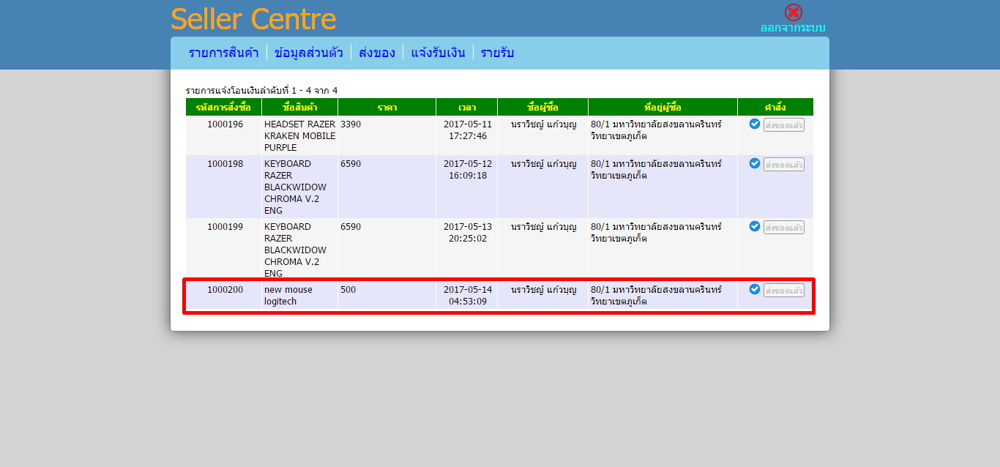 Seller Centre
ออกจากระบบ
รายการสินค้า ข้อมูลส่วนตัว ส่งของ แจ้งรับเงิน รายรับ
รายการแจ้งโอนเงินลำดับที่ 1 - 4 จาก 4
รหัสการสั่งซื้อ ชื่อสินค้า ราคา เวลา ชื่อผู้ซื้อ ที่อยู่ผู้ซื้อ คำสั่ง
1000196 HEADSET RAZER 3390 2017-05-11 นราวิชญ์ แก้วบุญ 80/1 มหาวิทยาลัยสงขลานครินทร์ ส่งของแล้ว
KRAKEN MOBILE 17:27:46 วิทยาเขตภูเก็ต
PURPLE
1000198 KEYBOARD 6590 2017-05-12 นราวิชญ์ แก้วบุญ 80/1 มหาวิทยาลัยสงขลานครินทร์ ส่งของแล้ว
RAZER 16:09:18 วิทยาเขตภูเก็ต
BLACKWIDOW
CHROMA V.2
ENG
1000199 KEYBOARD 6590 2017-05-13 นราวิชญ์ แก้วบุญ 80/1 มหาวิทยาลัยสงขลานครินทร์ ส่งของแล้ว
RAZER 20:25:02 วิทยาเขตภูเก็ต
BLACKWIDOW
CHROMA V.2
ENG
1000200 new mouse 500 2017-05-14 นราวิชญ์ แก้วบุญ 80/1 มหาวิทยาลัยสงขลานครินทร์ ส่งของแล้ว
logitech 04:53:09 วิทยาเขตภูเก็ต